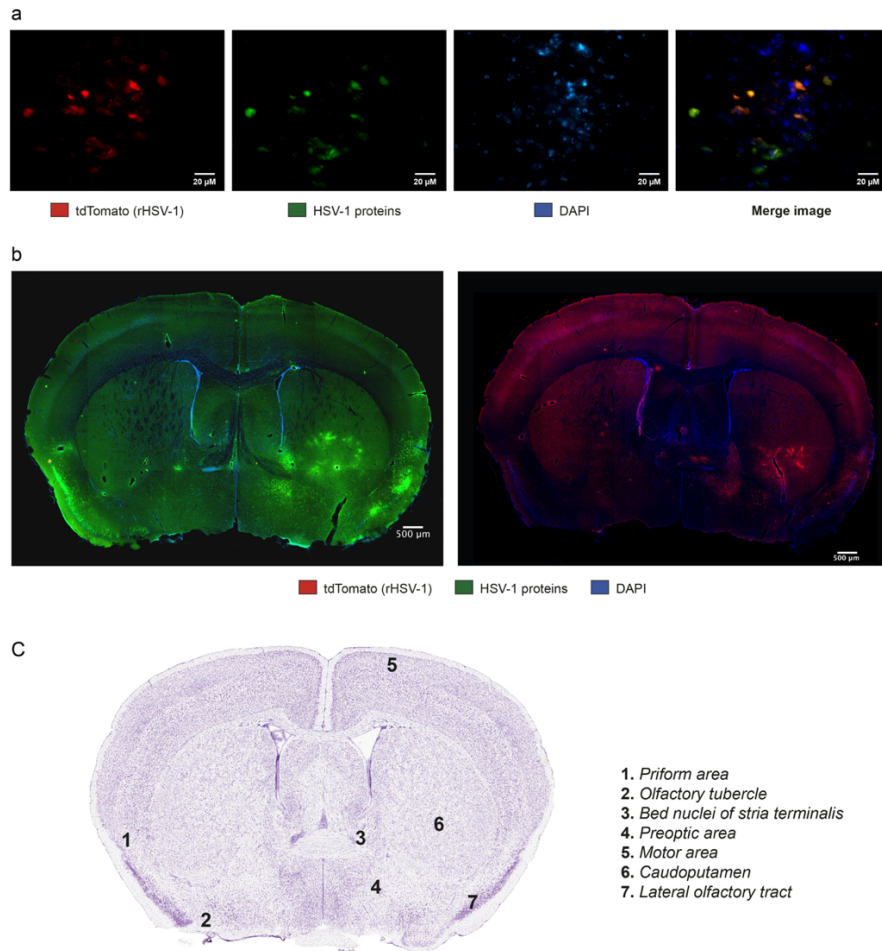 a
20 µM 20 µM 20 µM 20 µM
tdTomato (rHSV-1) HSV-1 proteins DAPI Merge image
b
500 µm 500 µm
tdTomato (rHSV-1) HSV-1 proteins DAPI
C
5
1. Priform area
2. Olfactory tubercle
6
3. Bed nuclei of stria terminalis
1 3
4. Preoptic area
5. Motor area
4
6. Caudoputamen
7
7. Lateral olfactory tract
2